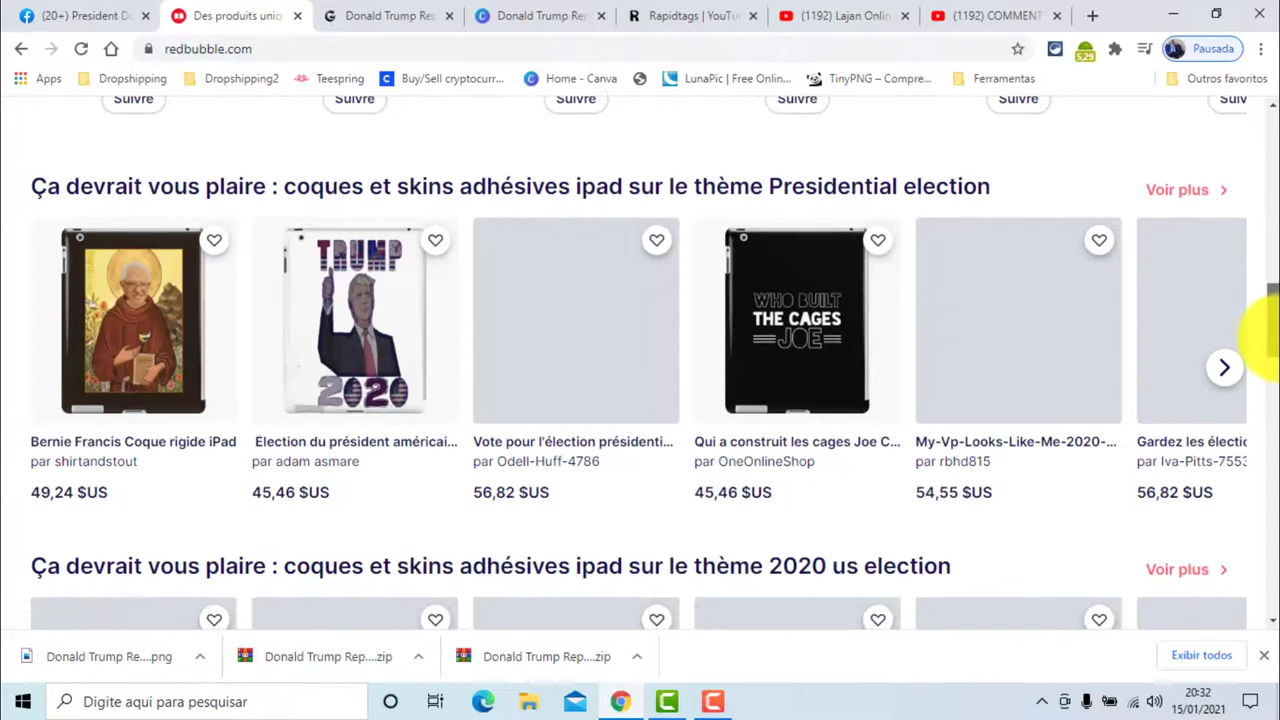 (20+) President Do
Des produits uniq
Donald Trump Re
Donald Trump Re
Rapidtags | YouTu
(1192) Lajan Onlin
(1192) COMMENT
redbubble.com
5.29
Pausada
Apps
Dropshipping
Dropshipping2
Teespring
Buy/Sell cryptocurr...
Home - Canva
LunaPic | Free Onlin...
TinyPNG – Compre...
Ferramentas
Outros favoritos
Suivre
Suivre
Suivre
Suivre
Suivre
Suiv
Ça devrait vous plaire : coques et skins adhésives ipad sur le thème Presidential election
Voir plus
TRUMP
2020
WHO BUILT
THE CAGES
JOE
Bernie Francis Coque rigide iPad
par shirtandstout
49,24 $US
Élection du président américai...
par adam asmare
45,46 $US
Vote pour l'élection présidenti...
par Odell-Huff-4786
56,82 $US
Qui a construit les cages Joe C...
par OneOnlineShop
45,46 $US
My-Vp-Looks-Like-Me-2020-...
par rbhd815
54,55 $US
Gardez les électio
par Iva-Pitts-7553
56,82 $US
Ça devrait vous plaire : coques et skins adhésives ipad sur le thème 2020 us election
Voir plus
Donald Trump Re....png
Donald Trump Rep....zip
Donald Trump Rep....zip
Exibir todos
Digite aqui para pesquisar
20:32
15/01/2021